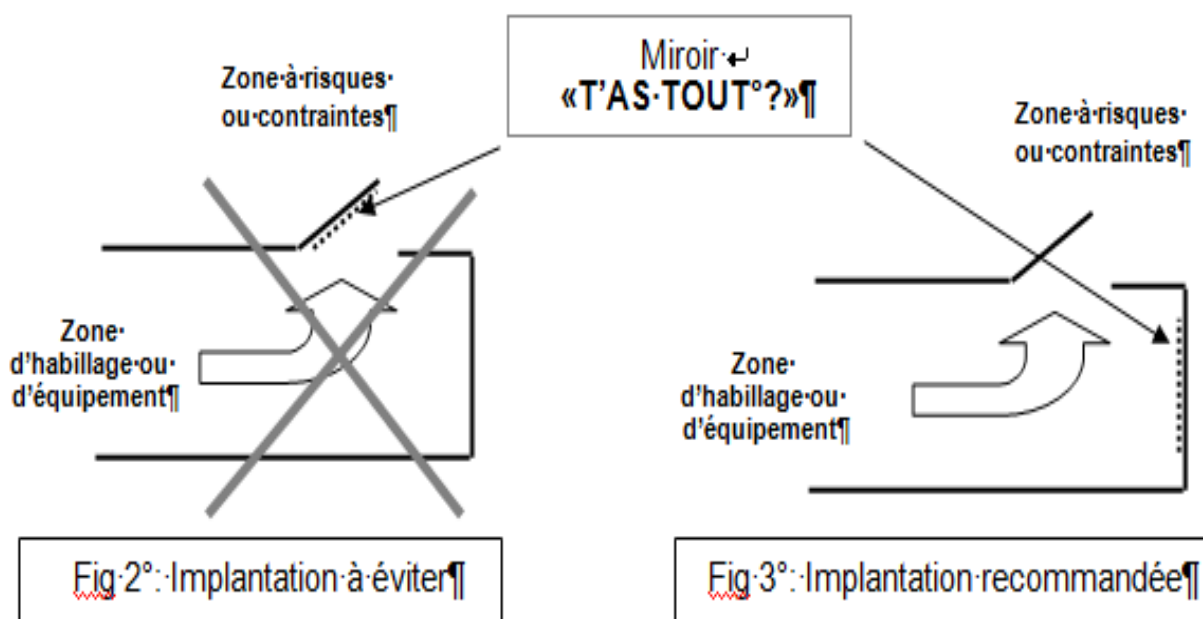 Miroir·↵
«T'AS·TOUT°?»¶
Zone·à·risques·
ou·contraintes¶
Zone·à·risques·
ou·contraintes¶
Zone·
d'habillage·ou·
d'équipement¶
Zone·
d'habillage·ou·
d'équipement¶
Fig·2°:·Implantation·à·éviter¶
Fig·3°:·Implantation·recommandée¶